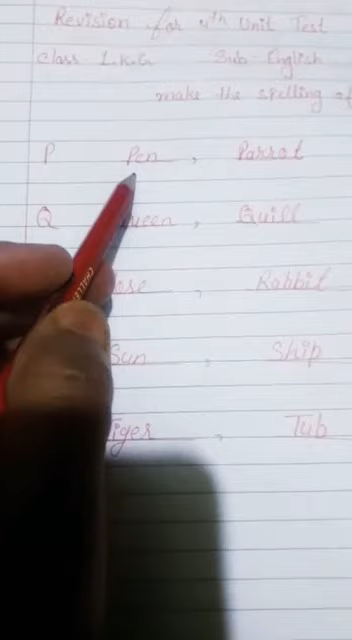 Revision for 4th Unit Test
Class L.K.G Sub English
make the spelling of
P Pen , Parrot
Q ueen , Quill
ose , Rabbit
Sun , Ship
Tiger , Tub